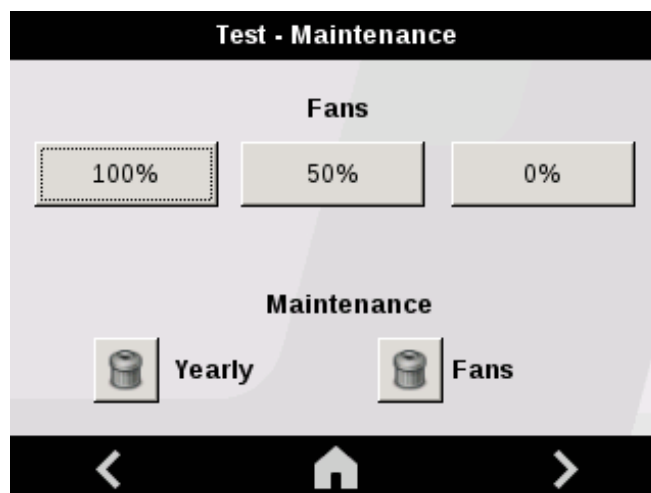 Test - Maintenance
Fans
100% 50% 0%
Maintenance
Yearly Fans